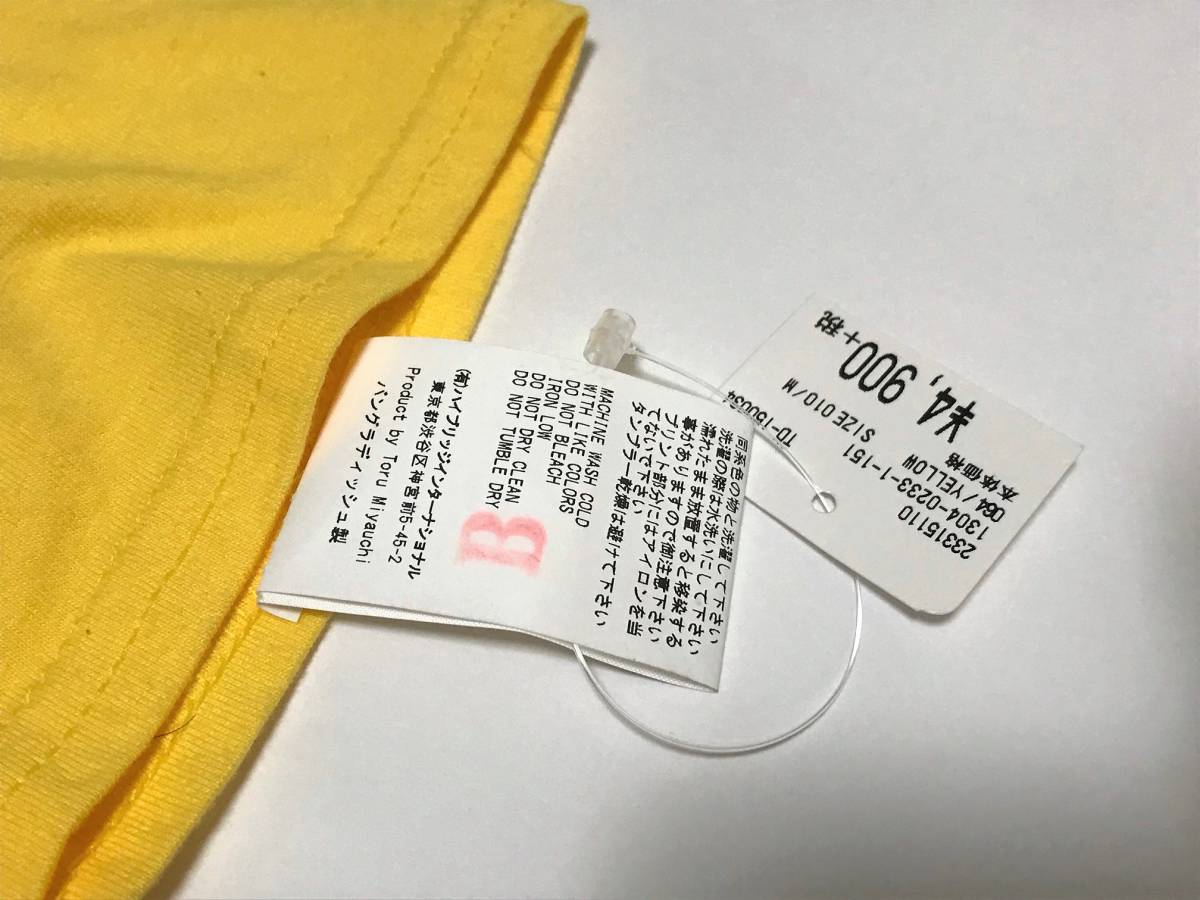 同系色の物と洗濯して下さい
洗濯の際は水洗いにして下さい
濡れたまま放置すると移染する
事がありますので御注意下さい
プリント部分にはアイロンを当
てないで下さい
タンブラー乾燥は避けて下さい
MACHINE WASH COLD
WITH LIKE COLORS
DO NOT BLEACH
IRON LOW
DO NOT DRY CLEAN
DO NOT TUMBLE DRY
B
(有)ハイブリッジインターナショナル
東京都渋谷区神宮前5-45-2
Product by Toru Miyauchi
バングラディッシュ製
23315110
1304-0233-1-151
064/YELLOW
SIZE 010/M
TD-150034
本体価格
¥4,900+税